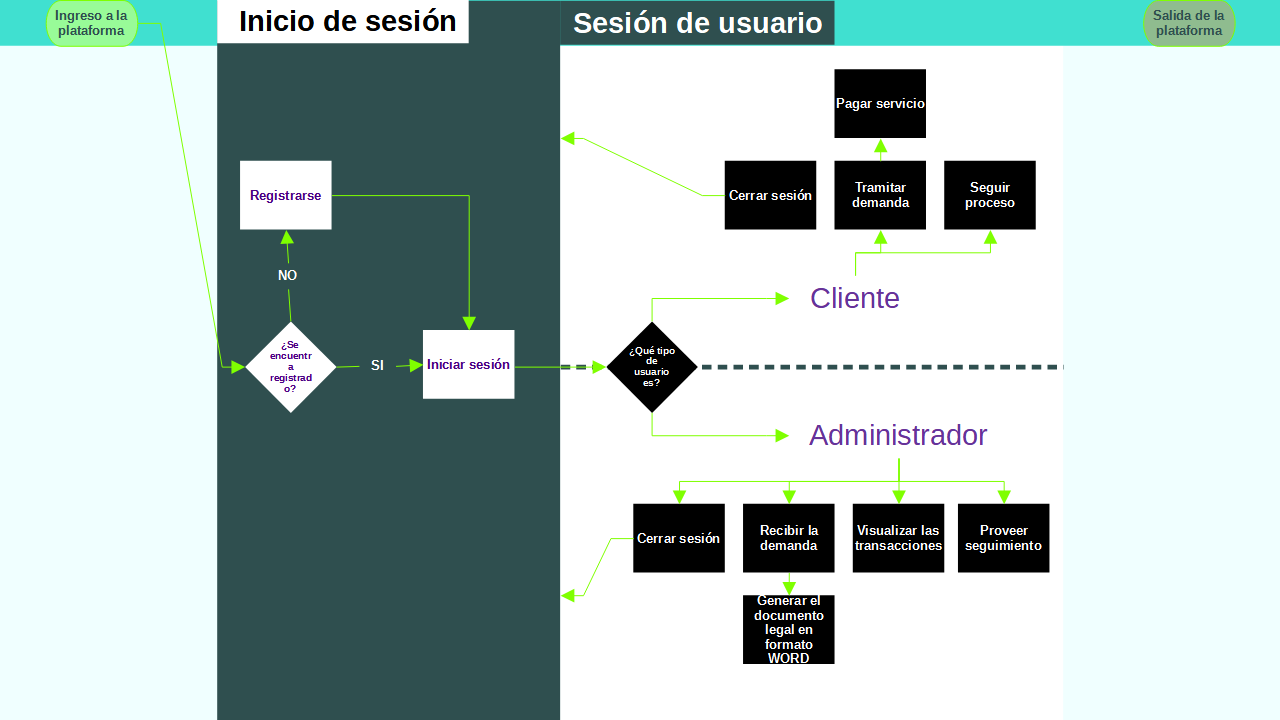 Ingreso a la
plataforma
Inicio de sesión
Sesión de usuario
Salida de la
plataforma
Pagar servicio
Registrarse
Cerrar sesión
Tramitar
demanda
Seguir
proceso
NO
Cliente
¿Se
encuentr
a
registrad
o?
SI
Iniciar sesión
¿Qué tipo
de
usuario
es?
Administrador
Cerrar sesión
Recibir la
demanda
Visualizar las
transacciones
Proveer
seguimiento
Generar el
documento
legal en
formato
WORD